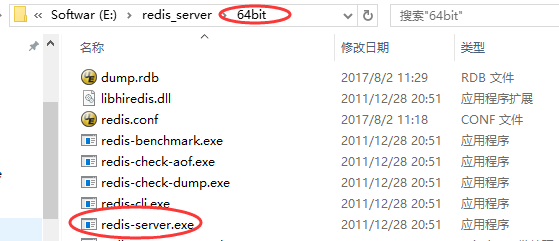 « Softwar (E:) › redis_server › 64bit
搜索"64bit"
名称 修改日期 类型
dump.rdb 2017/8/2 11:29 RDB 文件
libhiredis.dll 2011/12/28 20:51 应用程序扩展
redis.conf 2017/8/2 11:18 CONF 文件
redis-benchmark.exe 2011/12/28 20:51 应用程序
redis-check-aof.exe 2011/12/28 20:51 应用程序
redis-check-dump.exe 2011/12/28 20:51 应用程序
redis-cli.exe 2011/12/28 20:51 应用程序
redis-server.exe 2011/12/28 20:51 应用程序